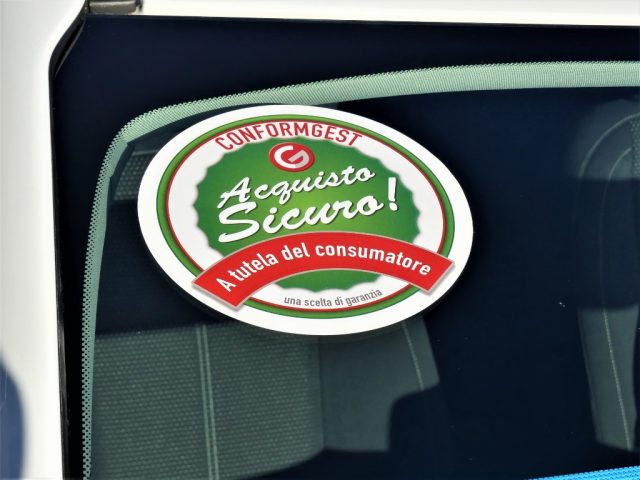 CONFORMGEST
G
Acquisto
Sicuro!
A tutela del consumatore
una scelta di garanzia